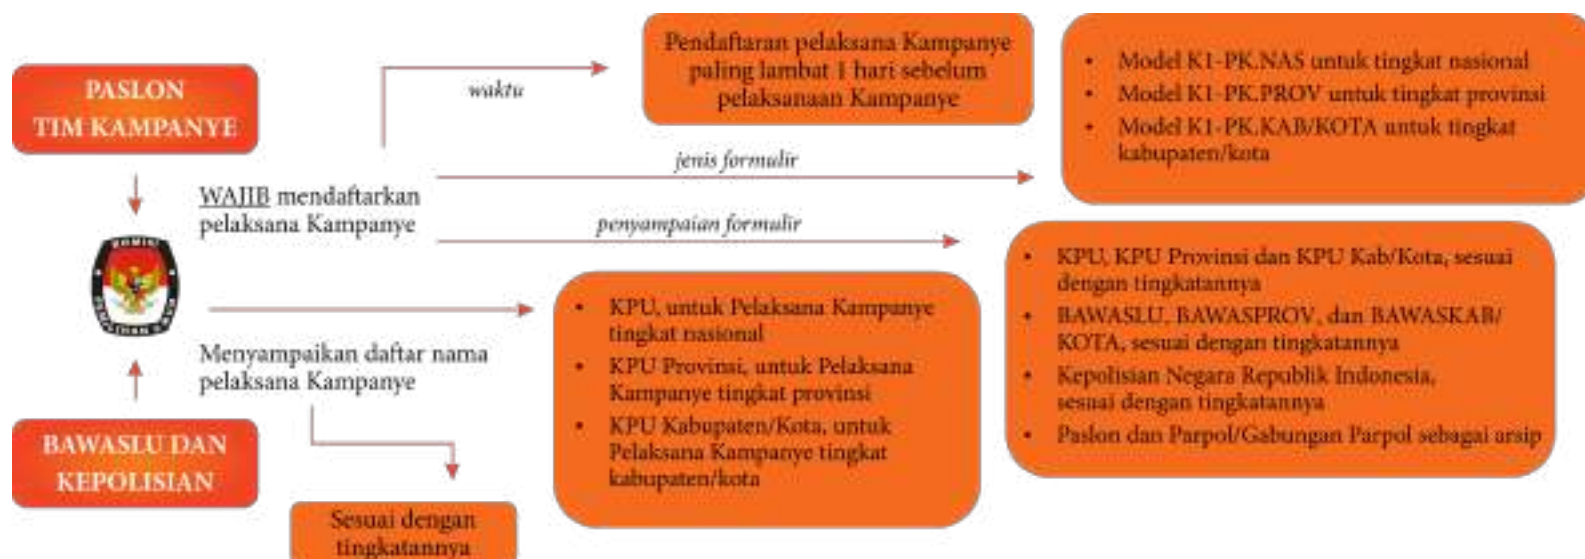 PASLON
TIM KAMPANYE
waktu
Pendaftaran pelaksana Kampanye
paling lambat 1 hari sebelum
pelaksanaan Kampanye
• Model K1-PK.NAS untuk tingkat nasional
• Model K1-PK.PROV untuk tingkat provinsi
• Model K1-PK.KAB/KOTA untuk tingkat
kabupaten/kota
WAJIB mendaftarkan
pelaksana Kampanye
jenis formulir
penyampaian formulir
KOMISI
PEMILIHAN UMUM
• KPU, KPU Provinsi dan KPU Kab/Kota, sesuai
dengan tingkatannya
• BAWASLU, BAWASPROV, dan BAWASKAB/
KOTA, sesuai dengan tingkatannya
• Kepolisian Negara Republik Indonesia,
sesuai dengan tingkatannya
• Paslon dan Parpol/Gabungan Parpol sebagai arsip
• KPU, untuk Pelaksana Kampanye
tingkat nasional
• KPU Provinsi, untuk Pelaksana
Kampanye tingkat provinsi
• KPU Kabupaten/Kota, untuk
Pelaksana Kampanye tingkat
kabupaten/kota
Menyampaikan daftar nama
pelaksana Kampanye
BAWASLU DAN
KEPOLISIAN
Sesuai dengan
tingkatannya